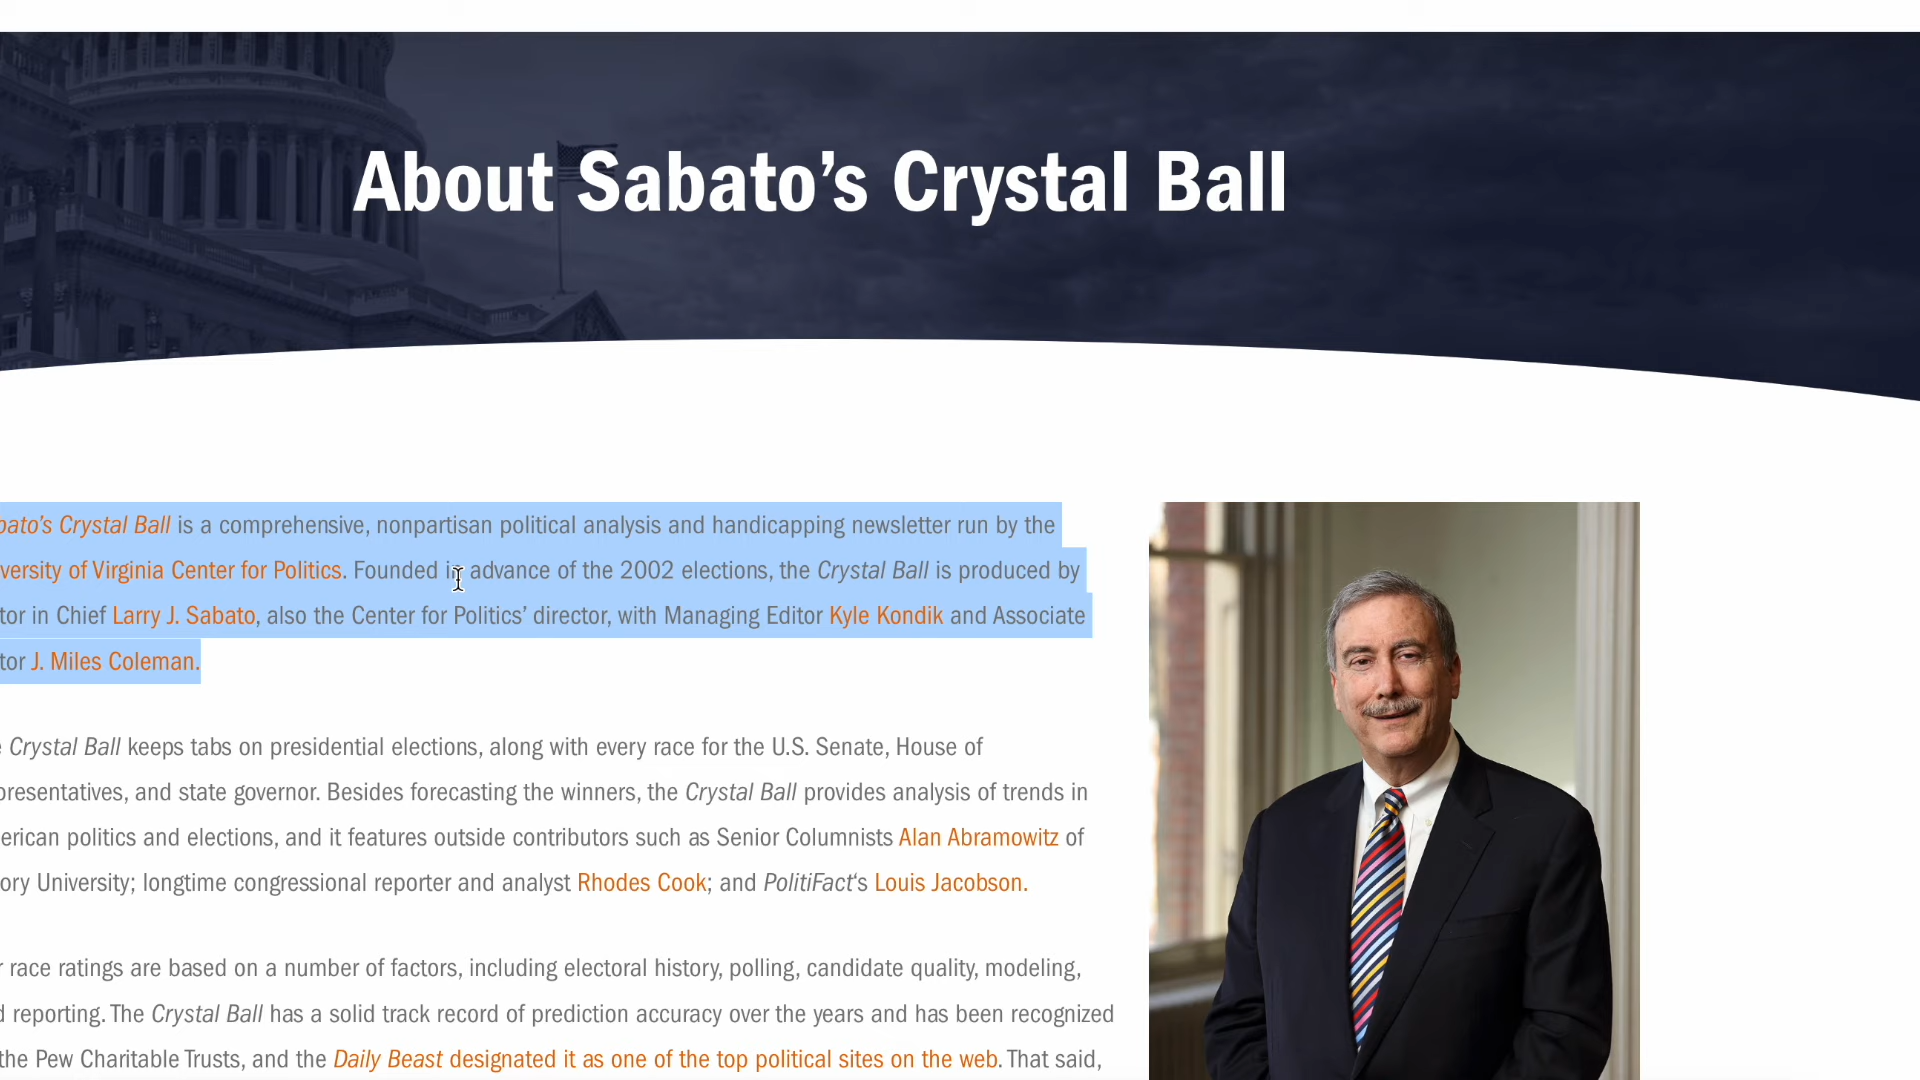 About Sabato’s Crystal Ball
bato’s Crystal Ball is a comprehensive, nonpartisan political analysis and handicapping newsletter run by the
versity of Virginia Center for Politics. Founded in advance of the 2002 elections, the Crystal Ball is produced by
tor in Chief Larry J. Sabato, also the Center for Politics’ director, with Managing Editor Kyle Kondik and Associate
tor J. Miles Coleman.
e Crystal Ball keeps tabs on presidential elections, along with every race for the U.S. Senate, House of
presentatives, and state governor. Besides forecasting the winners, the Crystal Ball provides analysis of trends in
erican politics and elections, and it features outside contributors such as Senior Columnists Alan Abramowitz of
ory University; longtime congressional reporter and analyst Rhodes Cook; and PolitiFact‘s Louis Jacobson.
r race ratings are based on a number of factors, including electoral history, polling, candidate quality, modeling,
d reporting. The Crystal Ball has a solid track record of prediction accuracy over the years and has been recognized
the Pew Charitable Trusts, and the Daily Beast designated it as one of the top political sites on the web. That said,